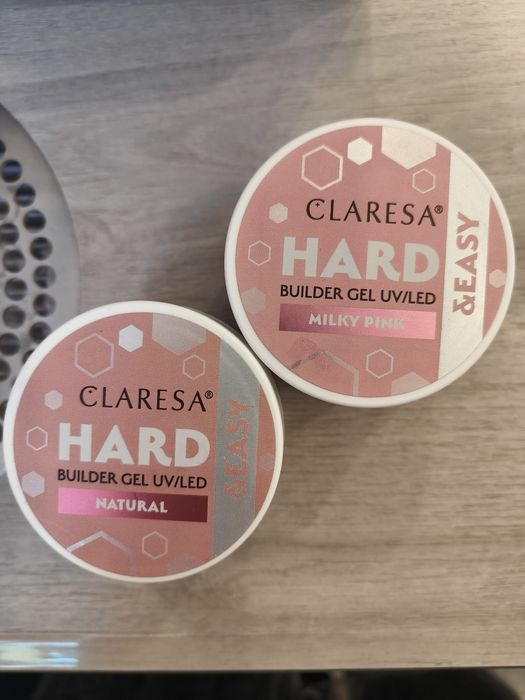 CLARESA®
HARD
&EASY
BUILDER GEL UV/LED
MILKY PINK
CLARESA®
HARD
&EASY
BUILDER GEL UV/LED
NATURAL